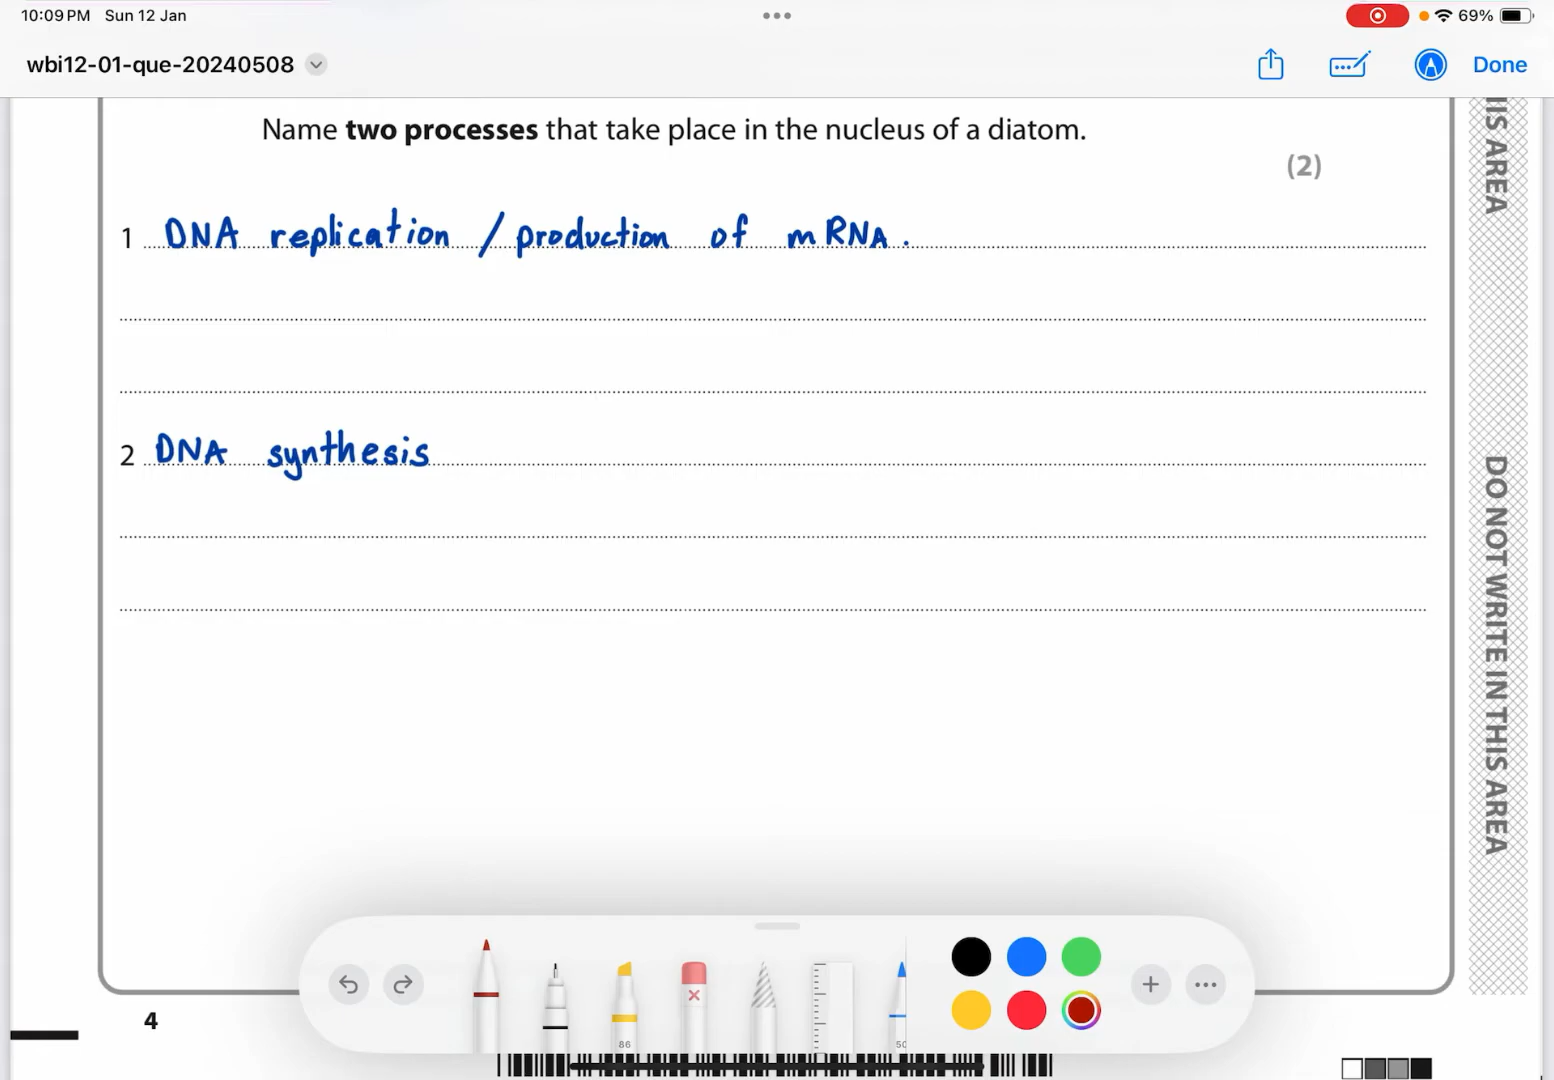 10:09 PM Sun 12 Jan
69%
wbi12-01-que-20240508
Done
Name two processes that take place in the nucleus of a diatom.
(2)
1 DNA replication / production of mRNA.
2 DNA synthesis
4
86
50
IS AREA
DO NOT WRITE IN THIS AREA